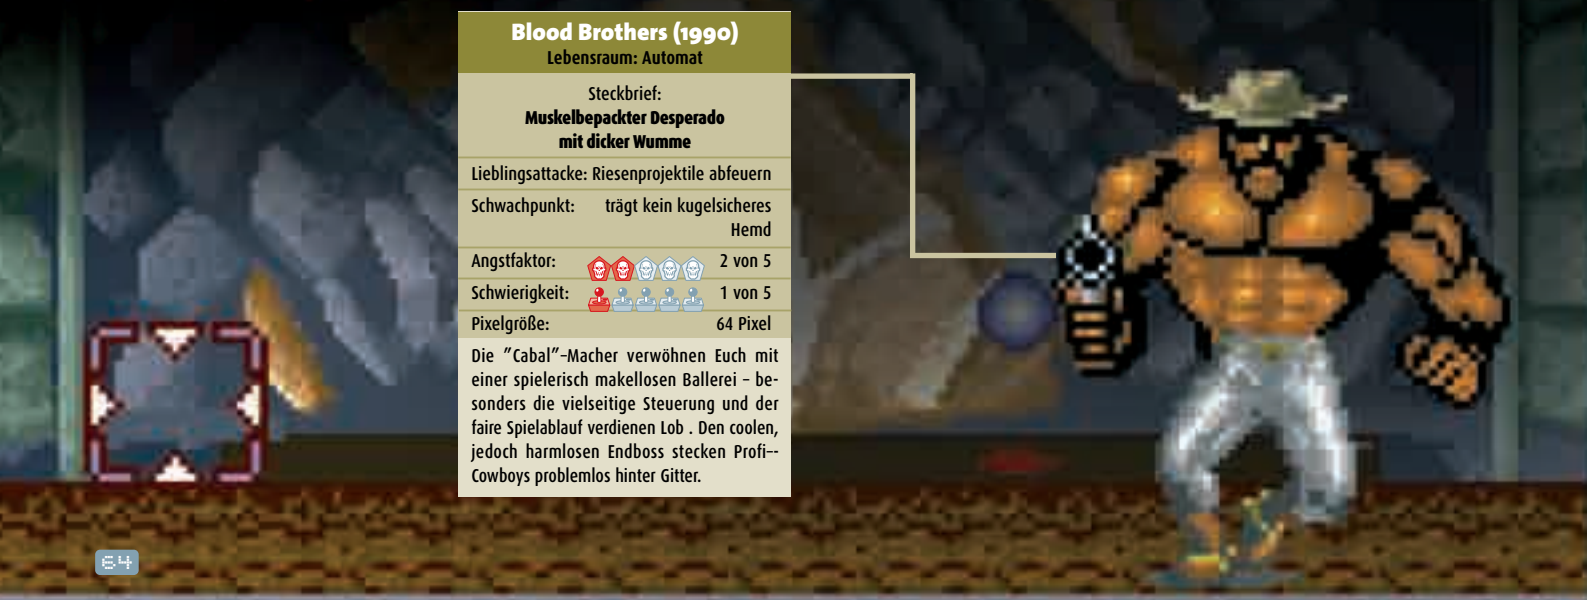 Blood Brothers (1990)
Lebensraum: Automat
Steckbrief:
Muskelbepackter Desperado
mit dicker Wumme
Lieblingsattacke: Riesenprojektile abfeuern
Schwachpunkt: trägt kein kugelsicheres
Hemd
Angstfaktor: 2 von 5
Schwierigkeit: 1 von 5
Pixelgröße: 64 Pixel
Die "Cabal"-Macher verwöhnen Euch mit
einer spielerisch makellosen Ballerei – be-
sonders die vielseitige Steuerung und der
faire Spielablauf verdienen Lob . Den coolen,
jedoch harmlosen Endboss stecken Profi--
Cowboys problemlos hinter Gitter.
64